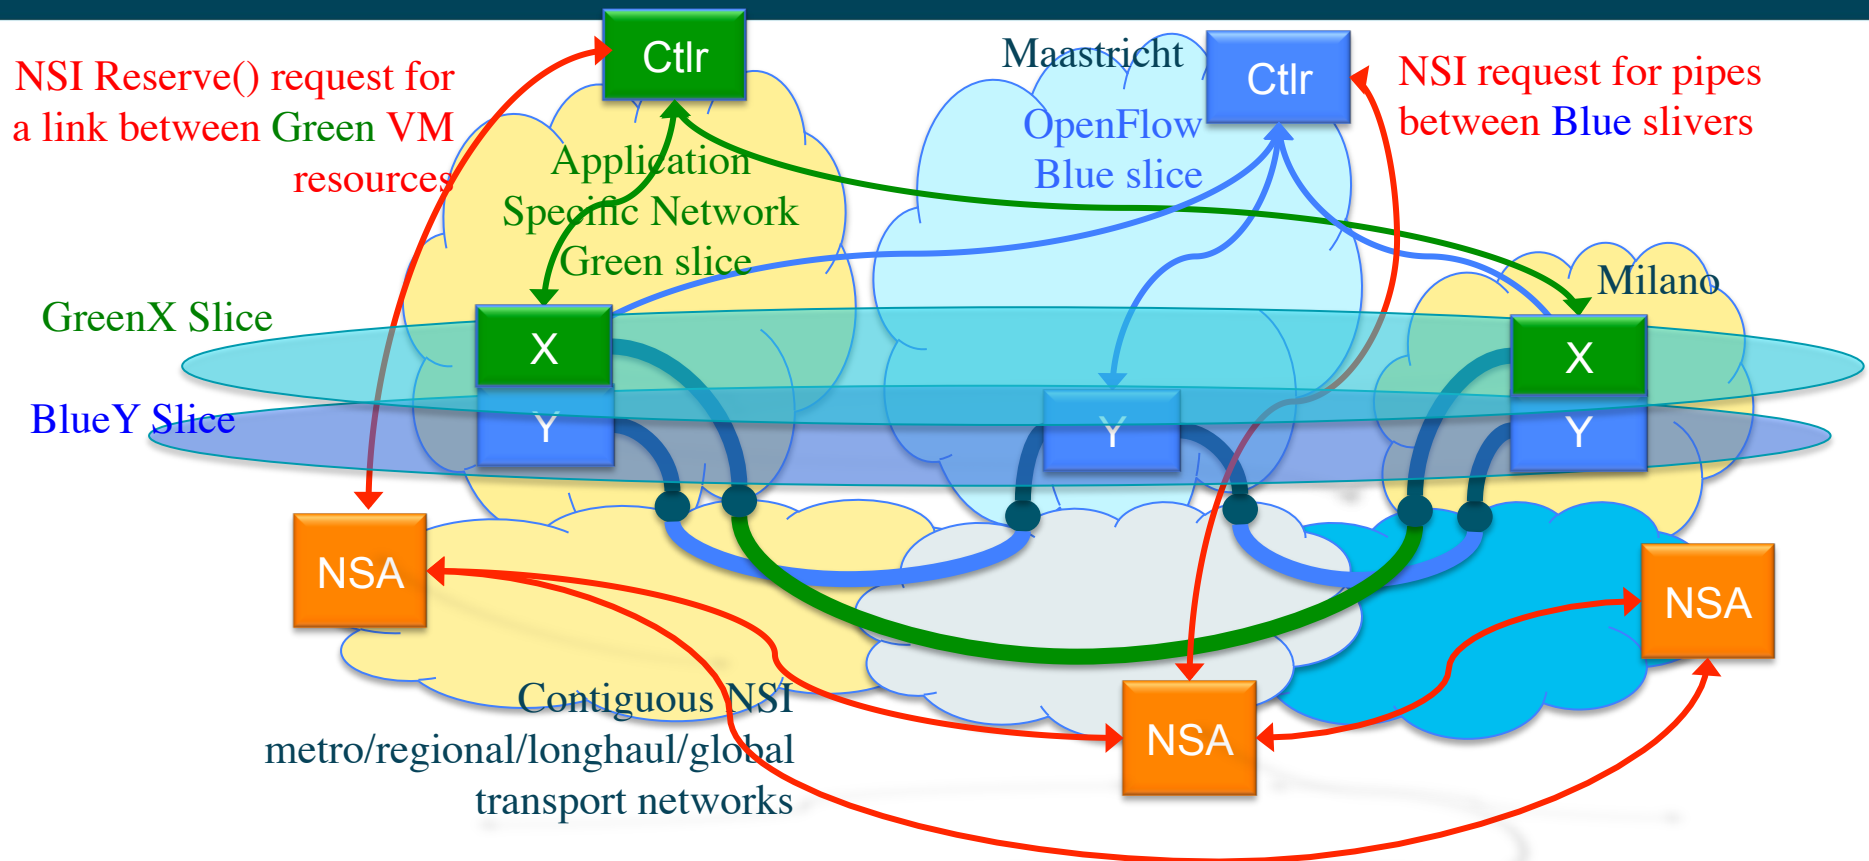 Ctlr
Maastricht
Ctlr
NSI Reserve() request for
a link between Green VM
resources
NSI request for pipes
between Blue slivers
OpenFlow
Blue slice
Application
Specific Network
Green slice
Milano
GreenX Slice
X
X
BlueY Slice
Y
Y
Y
NSA
NSA
Contiguous NSI
metro/regional/longhaul/global
transport networks
NSA